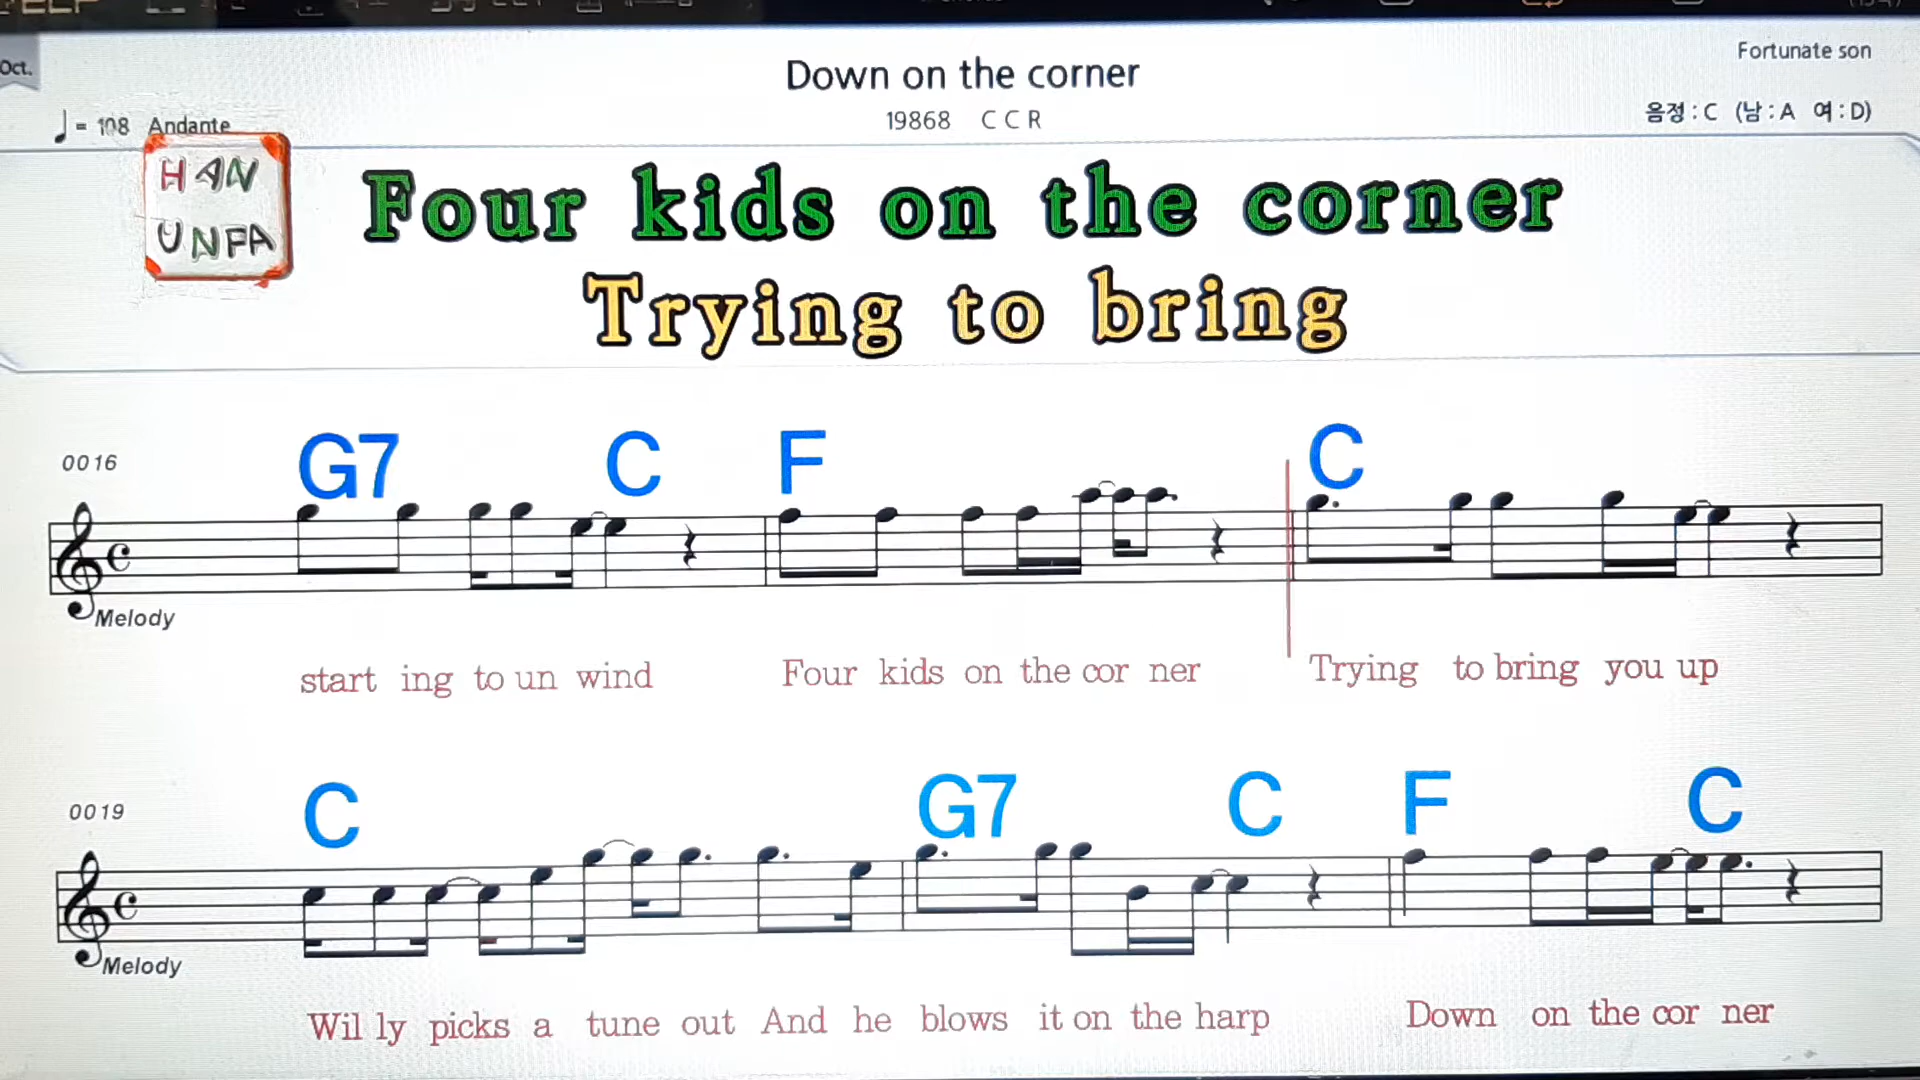 Oct.
Down on the corner
Fortunate son
♩ = 108 Andante
19868 C C R
음정 : C (남 : A 여 : D)
HAN
UNFA
Four kids on the corner
Trying to bring
G7 C F C
0016
Melody
start ing to un wind Four kids on the cor ner Trying to bring you up
C G7 C F C
0019
Melody
Wil ly picks a tune out And he blows it on the harp Down on the cor ner